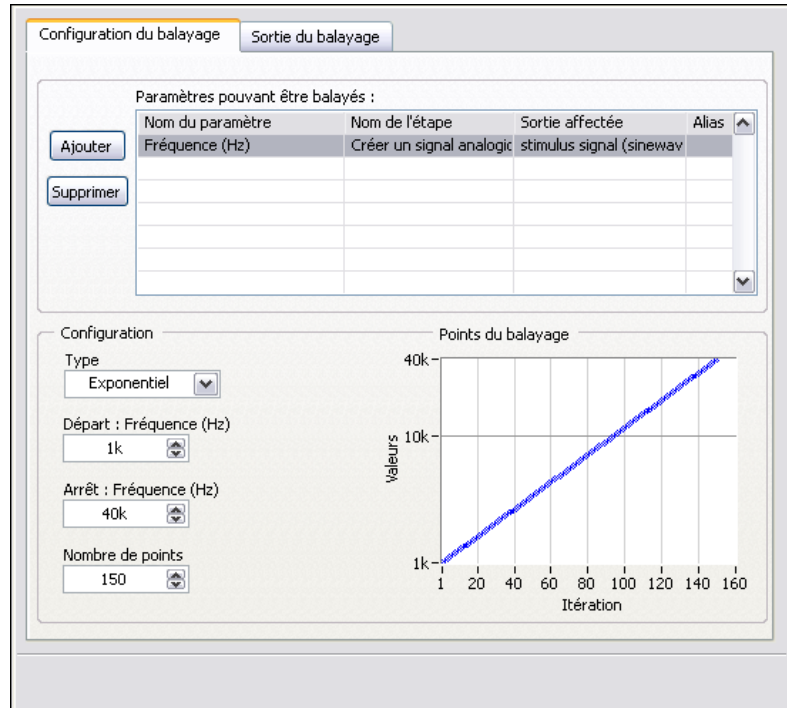 Configuration du balayage Sortie du balayage
Paramètres pouvant être balayés :
Nom du paramètre Nom de l'étape Sortie affectée Alias
Ajouter Fréquence (Hz) Créer un signal analogic stimulus signal (sinewav
Supprimer
Configuration
Type
Exponentiel
Départ : Fréquence (Hz)
1k
Arrêt : Fréquence (Hz)
40k
Nombre de points
150
Points du balayage
40k
10k
1k
Valeurs
1 20 40 60 80 100 120 140 160
Itération